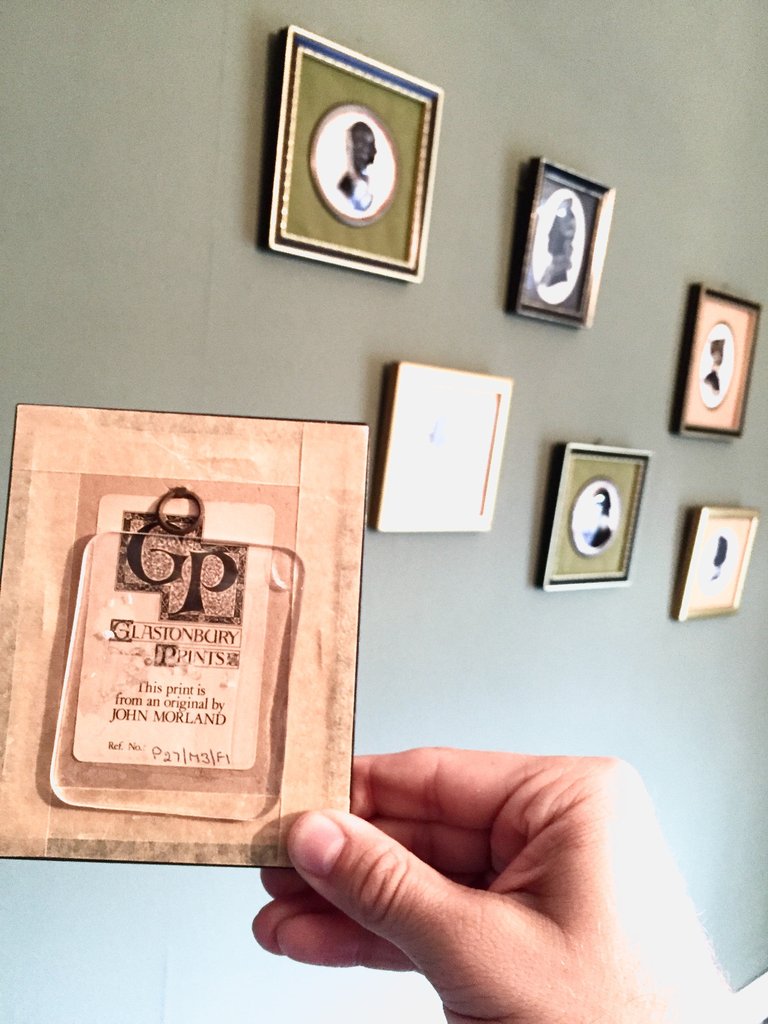 GP
GLASTONBURY
PRINTS
This print is
from an original by
JOHN MORLAND
Ref. No.: P27/M3/F1